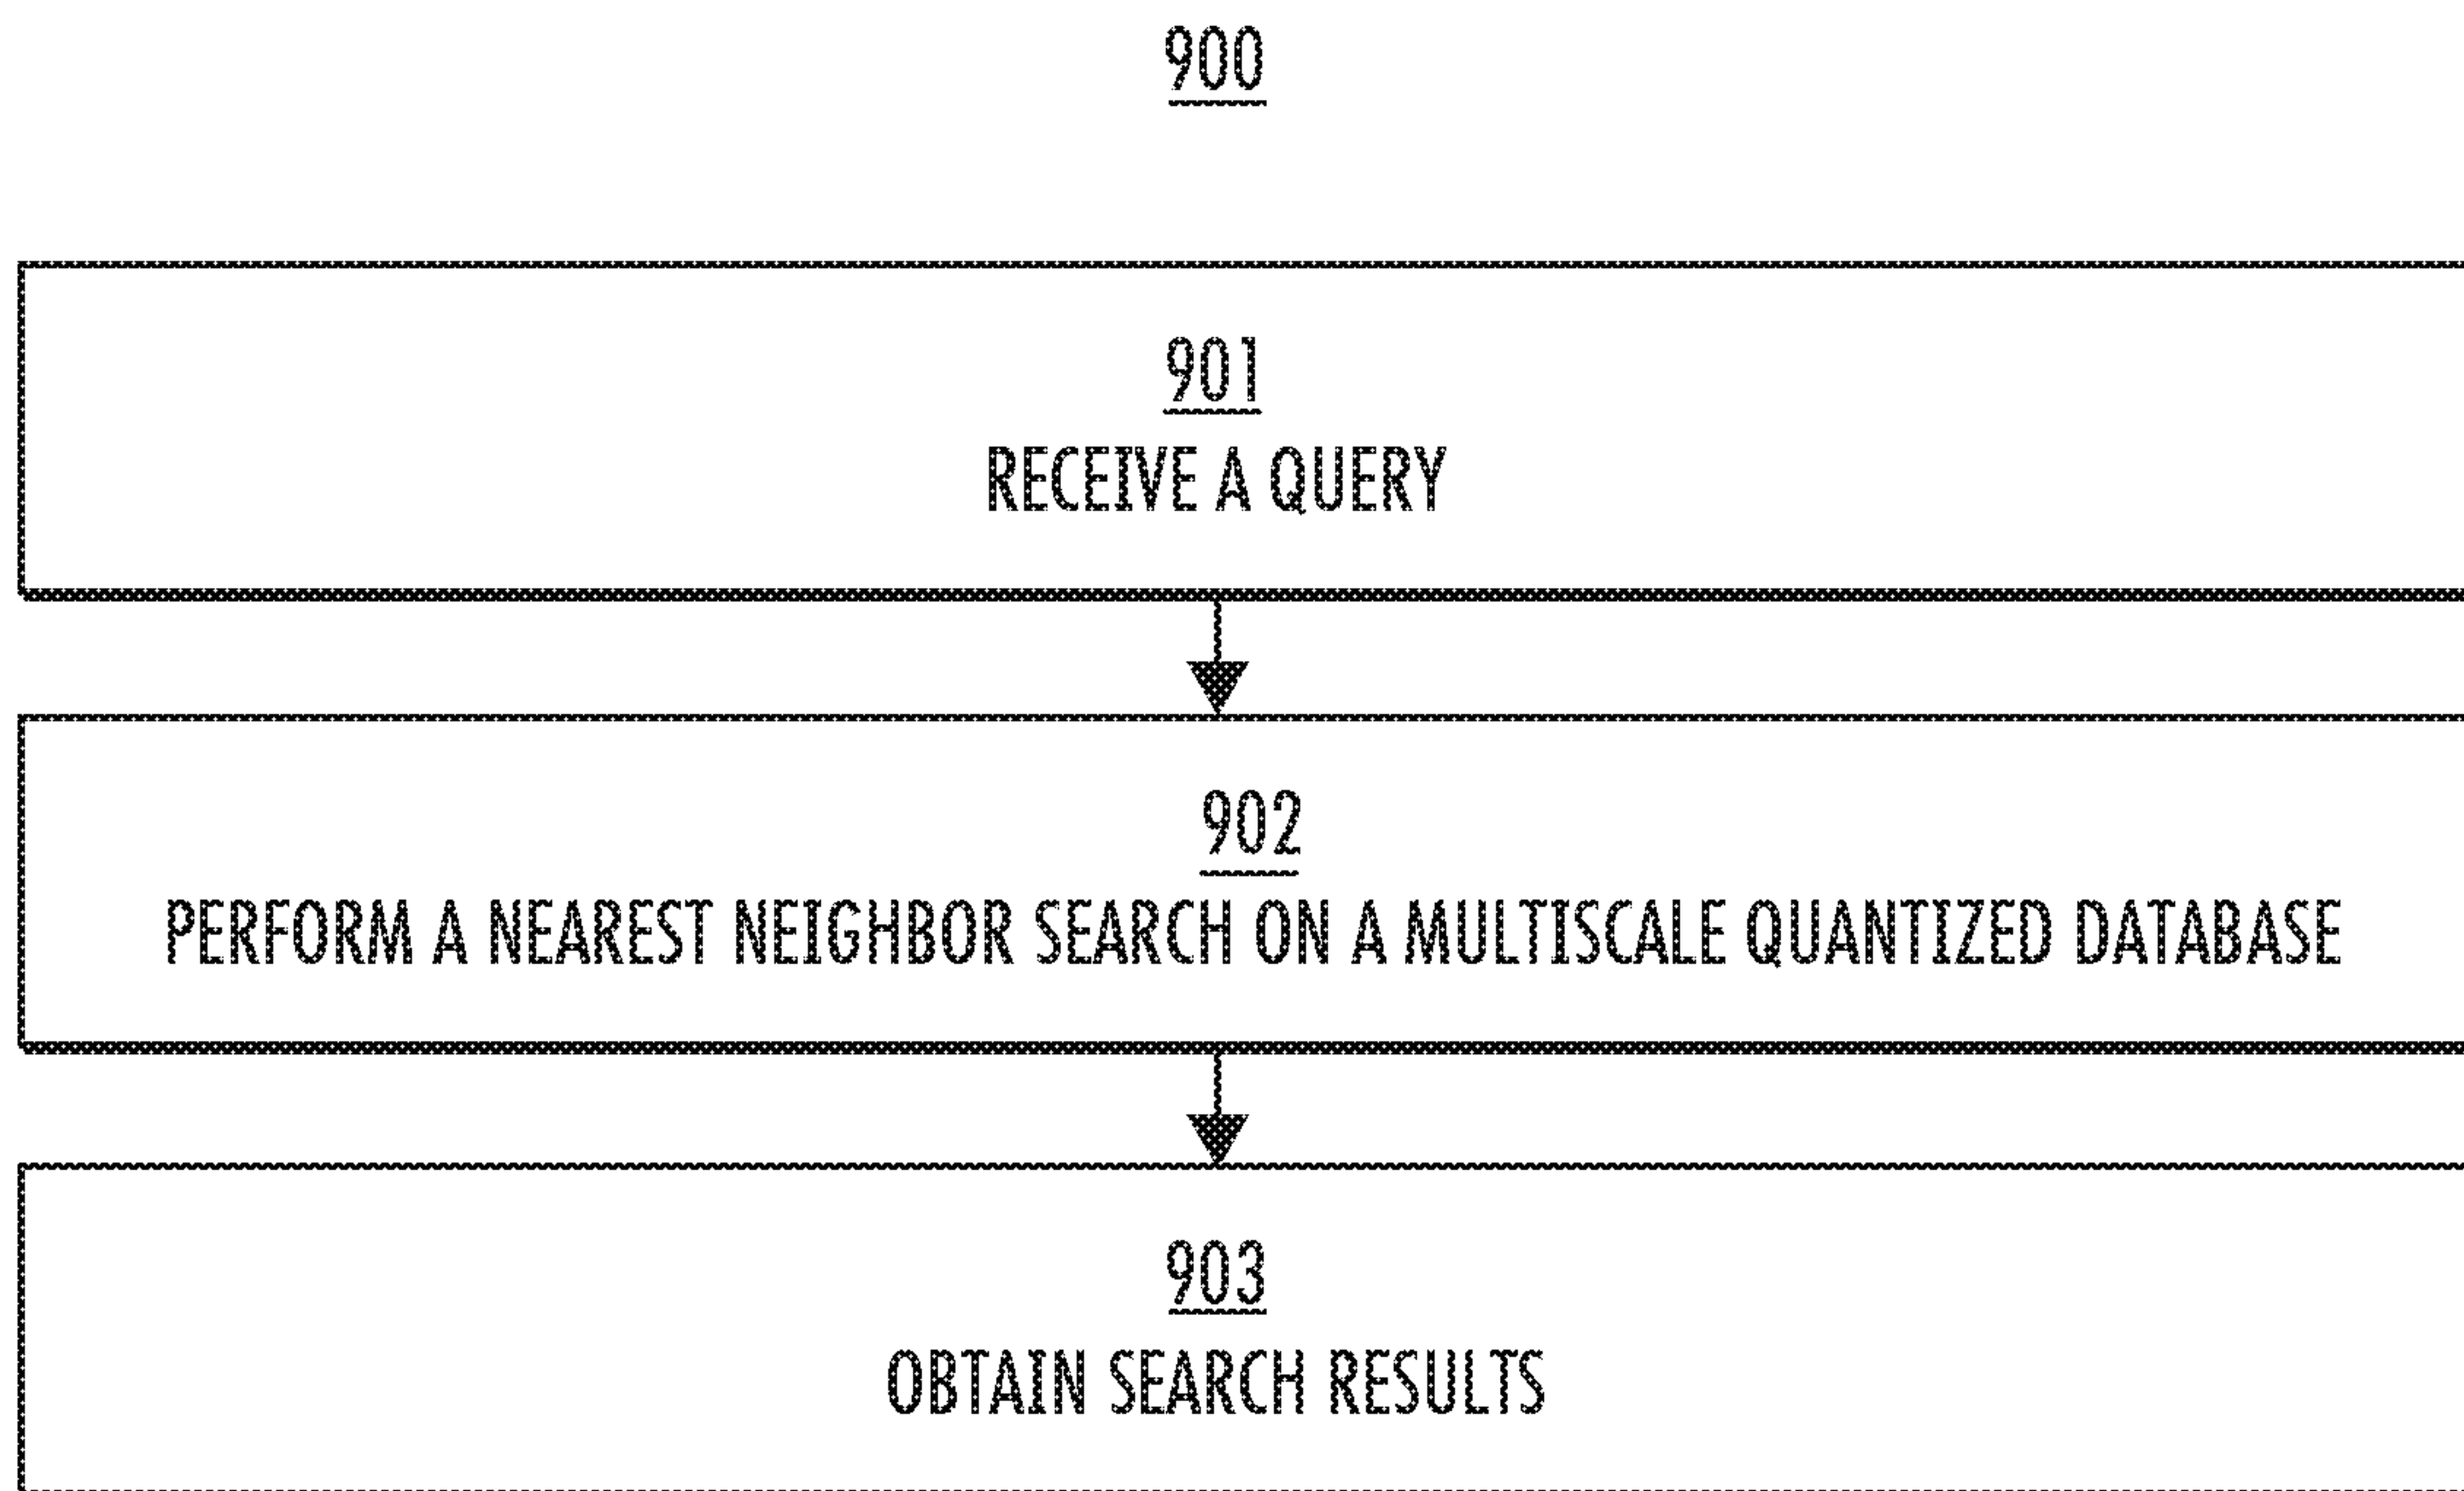 900
901
RECEIVE A QUERY
902
PERFORM A NEAREST NEIGHBOR SEARCH ON A MULTISCALE QUANTIZED DATABASE
903
OBTAIN SEARCH RESULTS